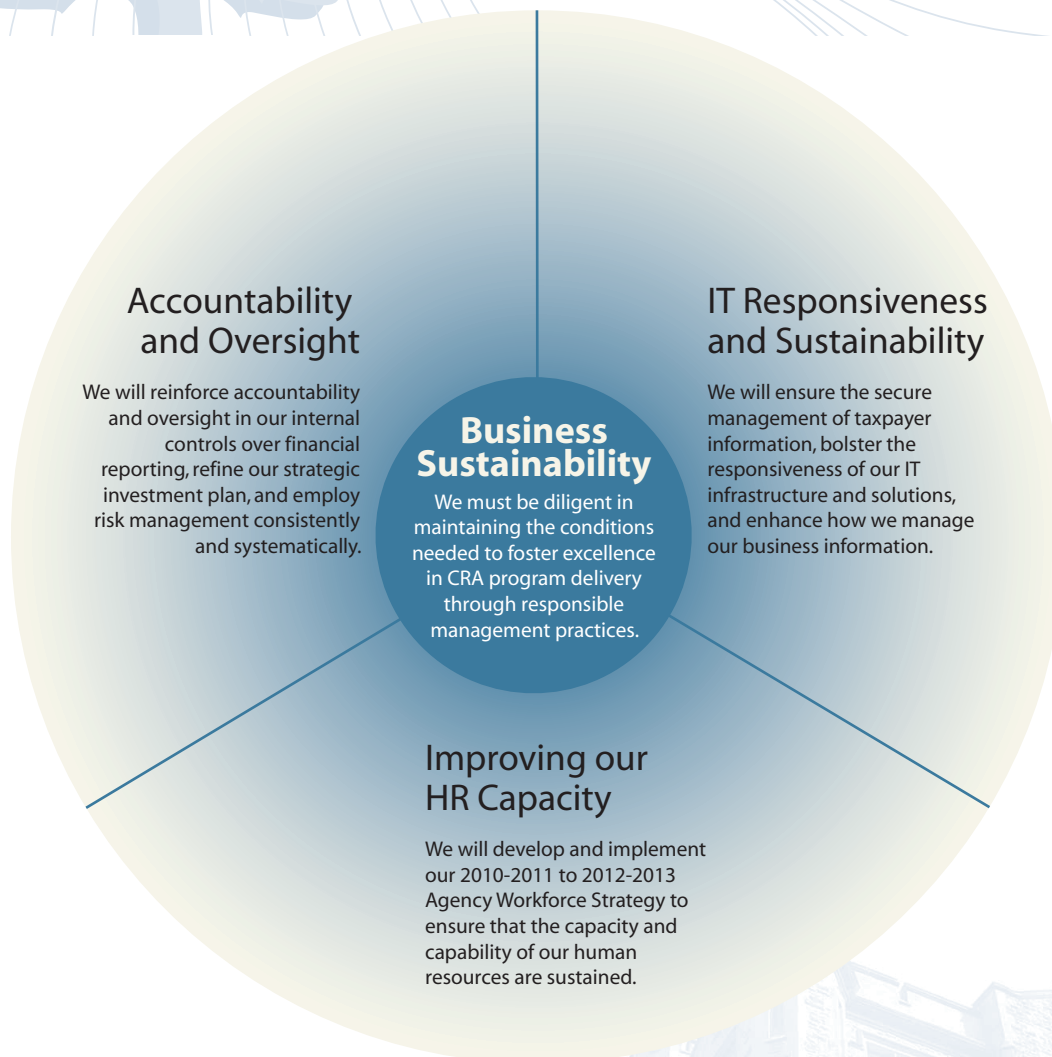 Accountability
and Oversight
We will reinforce accountability
and oversight in our internal
controls over financial
reporting, refine our strategic
investment plan, and employ
risk management consistently
and systematically.
Business
Sustainability
We must be diligent in
maintaining the conditions
needed to foster excellence
in CRA program delivery
through responsible
management practices.
IT Responsiveness
and Sustainability
We will ensure the secure
management of taxpayer
information, bolster the
responsiveness of our IT
infrastructure and solutions,
and enhance how we manage
our business information.
Improving our
HR Capacity
We will develop and implement
our 2010-2011 to 2012-2013
Agency Workforce Strategy to
ensure that the capacity and
capability of our human
resources are sustained.